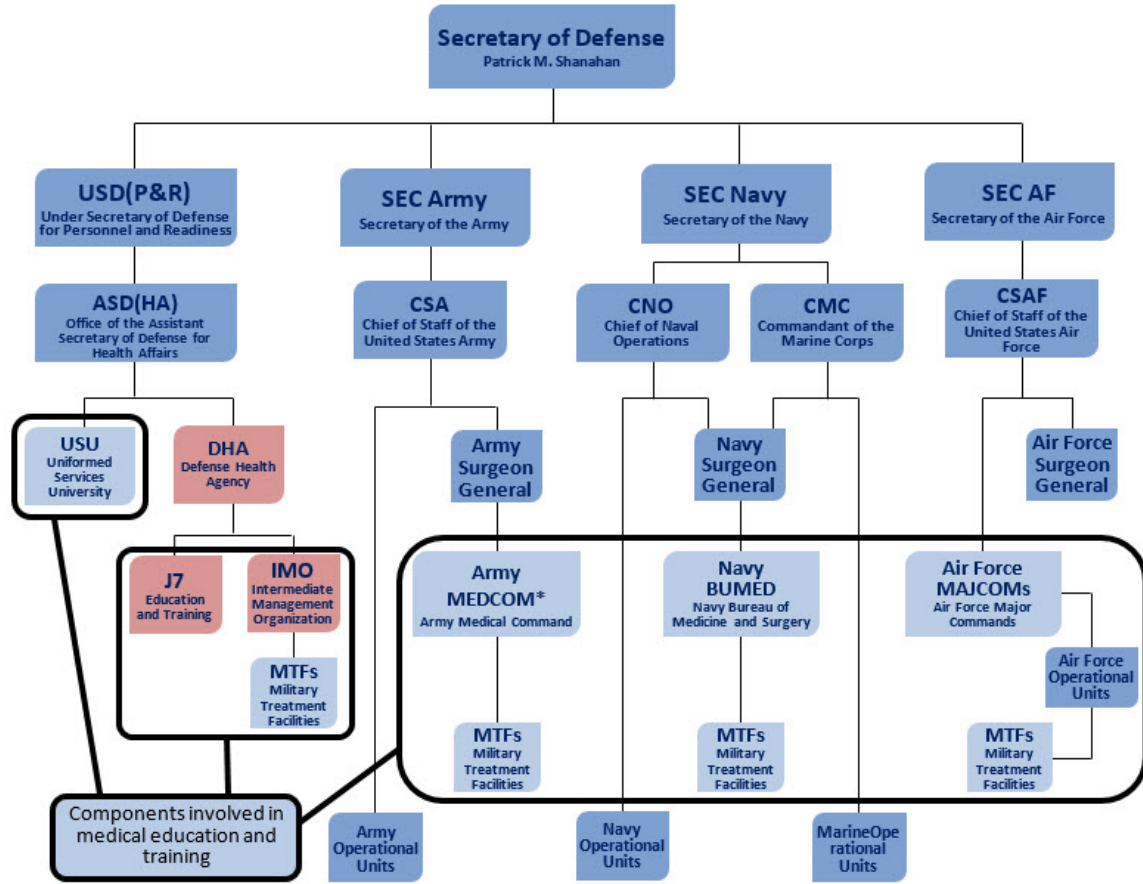 Secretary of Defense
Patrick M. Shanahan
USD(P&R)
Under Secretary of Defense
for Personnel and Readiness
SEC Army
Secretary of the Army
SEC Navy
Secretary of the Navy
SEC AF
Secretary of the Air Force
ASD(HA)
Office of the Assistant
Secretary of Defense for
Health Affairs
CSA
Chief of Staff of the
United States Army
CNO
Chief of Naval
Operations
CMC
Commandant of the
Marine Corps
CSAF
Chief of Staff of the
United States Air
Force
USU
Uniformed
Services
University
DHA
Defense Health
Agency
Army
Surgeon
General
Navy
Surgeon
General
Air Force
Surgeon
General
J7
Education
and Training
IMO
Intermediate
Management
Organization
MTFs
Military
Treatment
Facilities
Army
MEDCOM*
Army Medical Command
Navy
BUMED
Navy Bureau of
Medicine and Surgery
Air Force
MAJCOMs
Air Force Major
Commands
Air Force
Operational
Units
MTFs
Military
Treatment
Facilities
MTFs
Military
Treatment
Facilities
MTFs
Military
Treatment
Facilities
Components involved in
medical education and
training
Army
Operational
Units
Navy
Operational
Units
MarineOpe
rational
Units